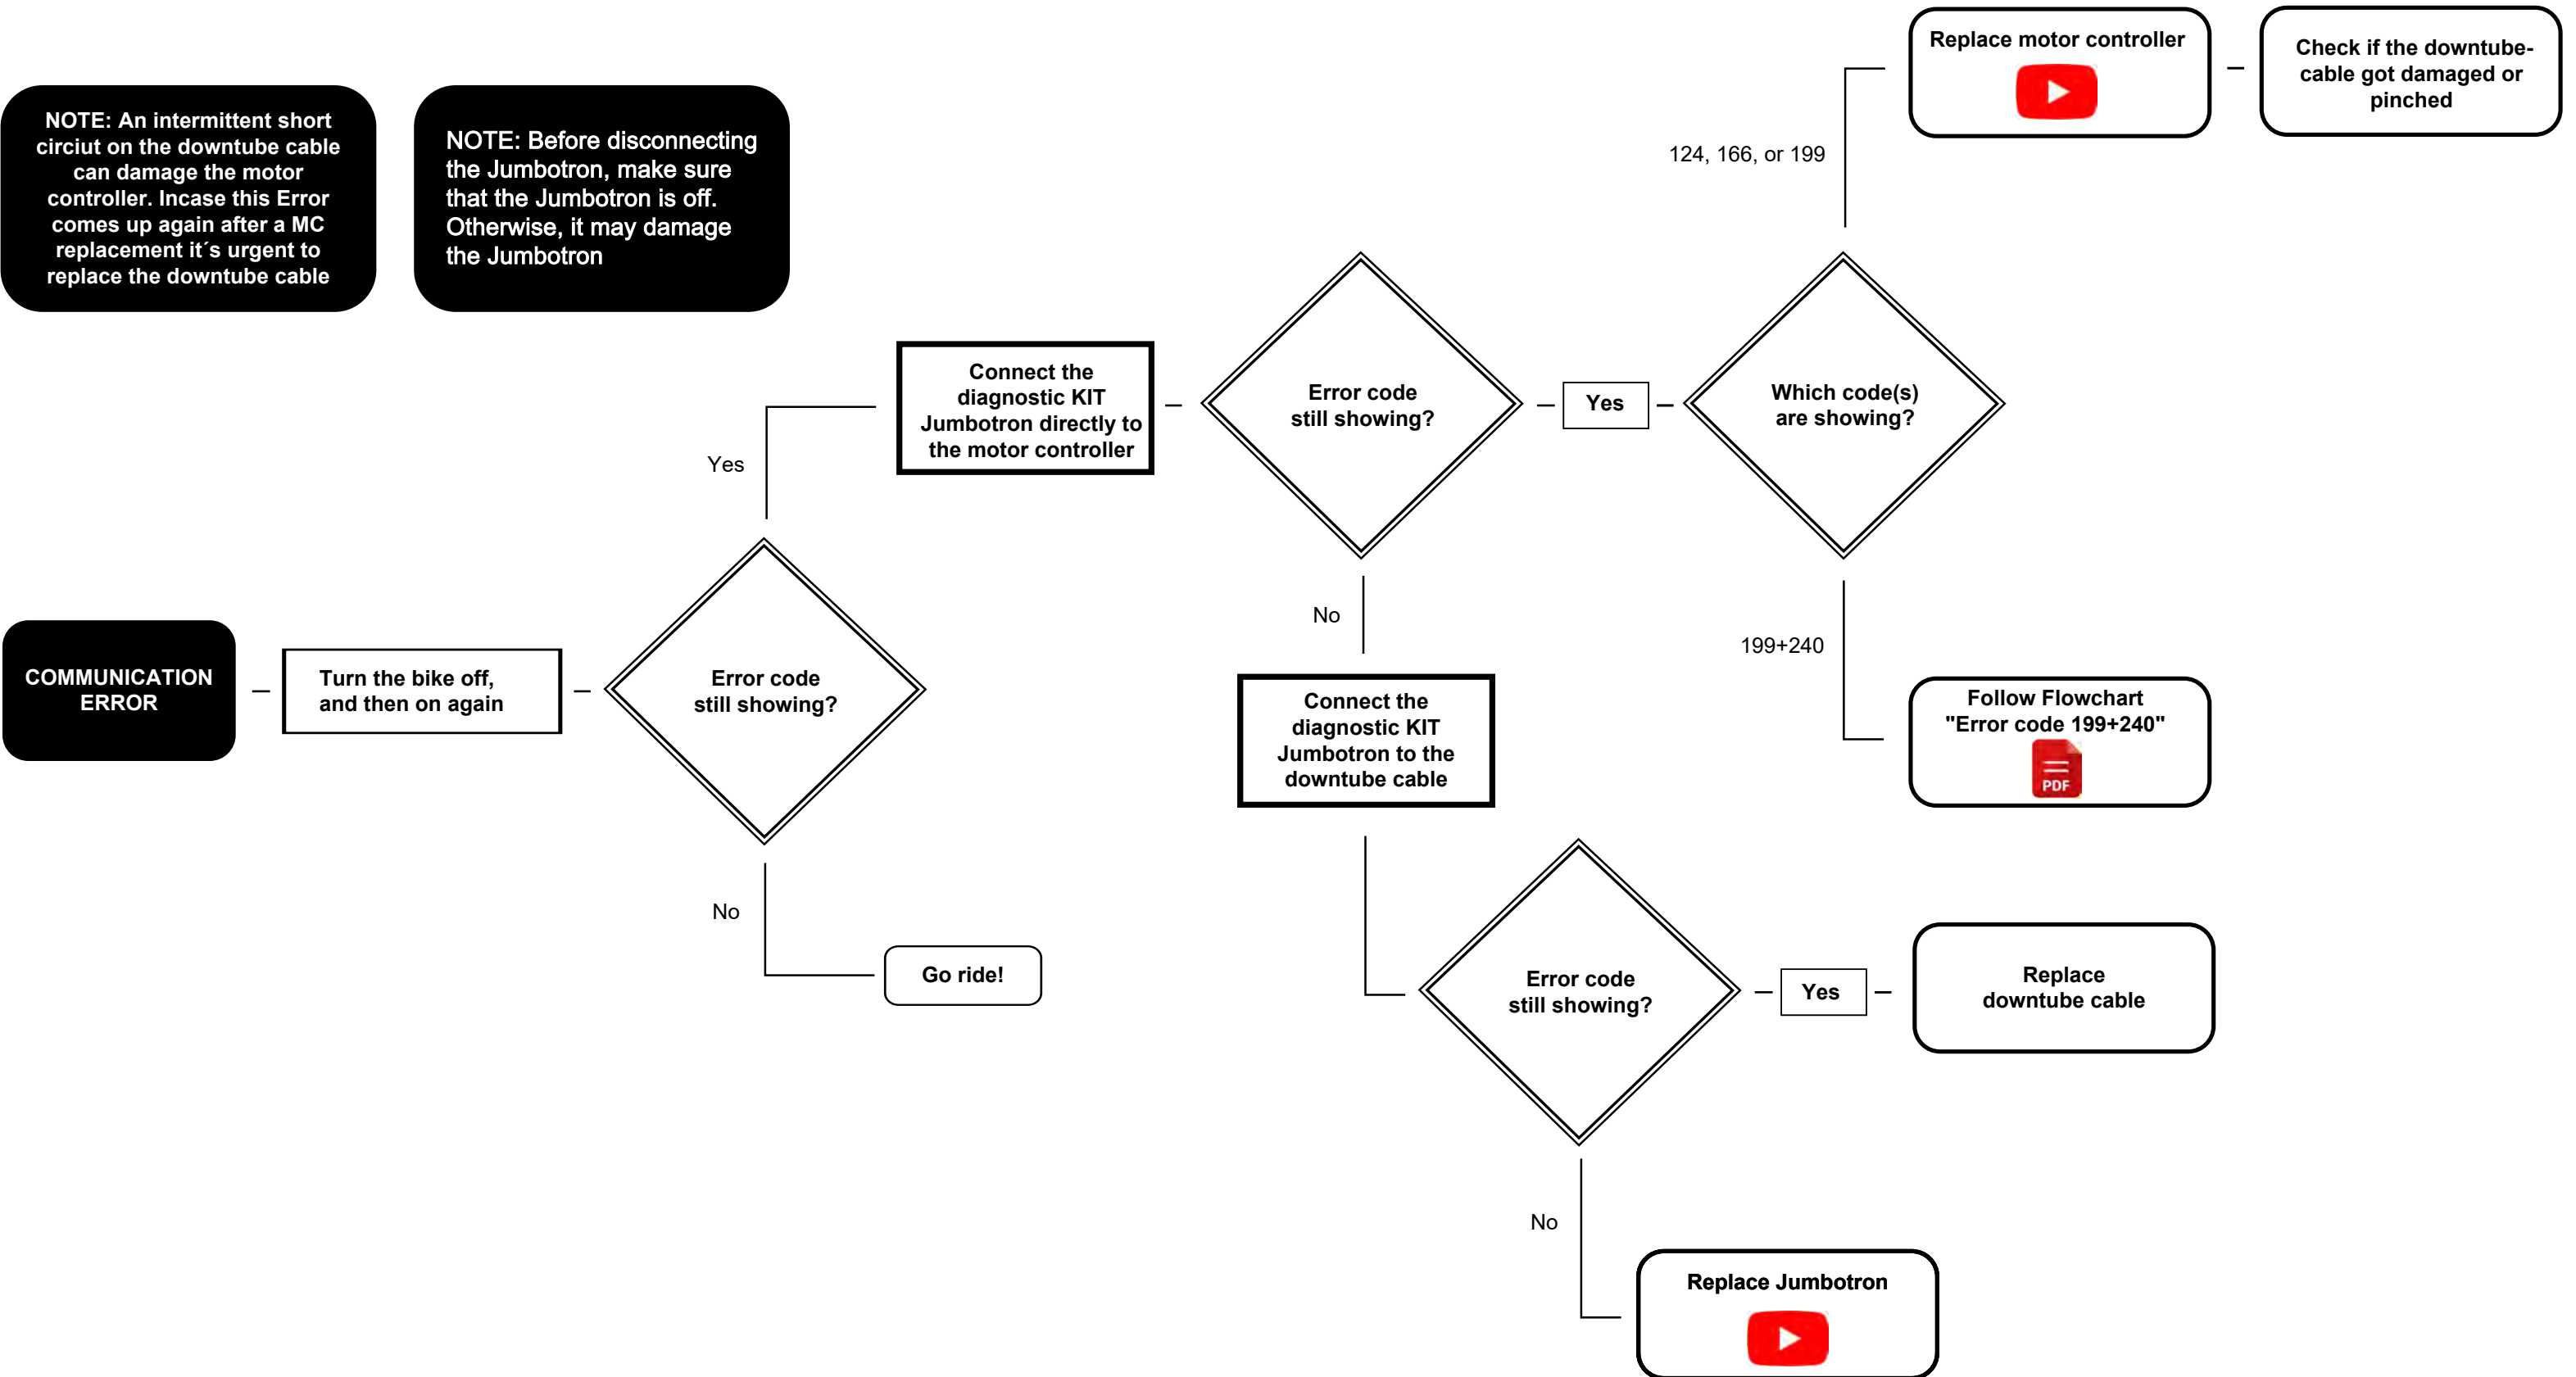 NOTE: An intermittent short
circiut on the downtube cable
can damage the motor
controller. Incase this Error
comes up again after a MC
replacement it´s urgent to
replace the downtube cable
NOTE: Before disconnecting
the Jumbotron, make sure
that the Jumbotron is off.
Otherwise, it may damage
the Jumbotron
COMMUNICATION
ERROR
Turn the bike off,
and then on again
Error code
still showing?
No
Go ride!
Yes
Connect the
diagnostic KIT
Jumbotron directly to
the motor controller
Error code
still showing?
Yes
Which code(s)
are showing?
124, 166, or 199
Replace motor controller
Check if the downtube-
cable got damaged or
pinched
199+240
Follow Flowchart
"Error code 199+240"
PDF
No
Connect the
diagnostic KIT
Jumbotron to the
downtube cable
Error code
still showing?
Yes
Replace
downtube cable
No
Replace Jumbotron